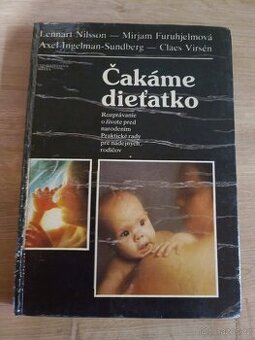 Lennart Nilsson — Mirjam Furuhjelmová
Axel Ingelman-Sundberg — Claes Virsén
Čakáme
dieťatko
Rozprávanie
o živote pred
narodením
Praktické rady
pre nádejných
rodičov